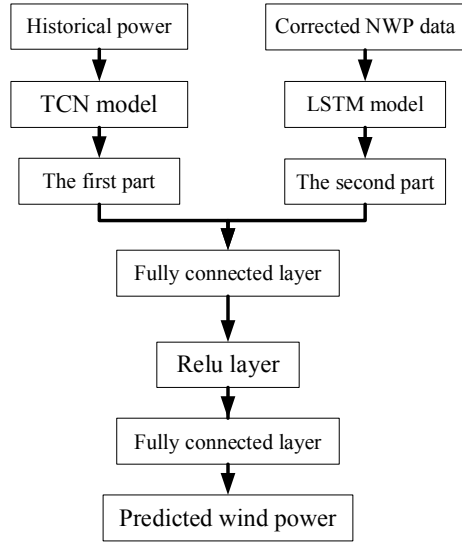 Historical power
Corrected NWP data
TCN model
LSTM model
The first part
The second part
Fully connected layer
Relu layer
Fully connected layer
Predicted wind power